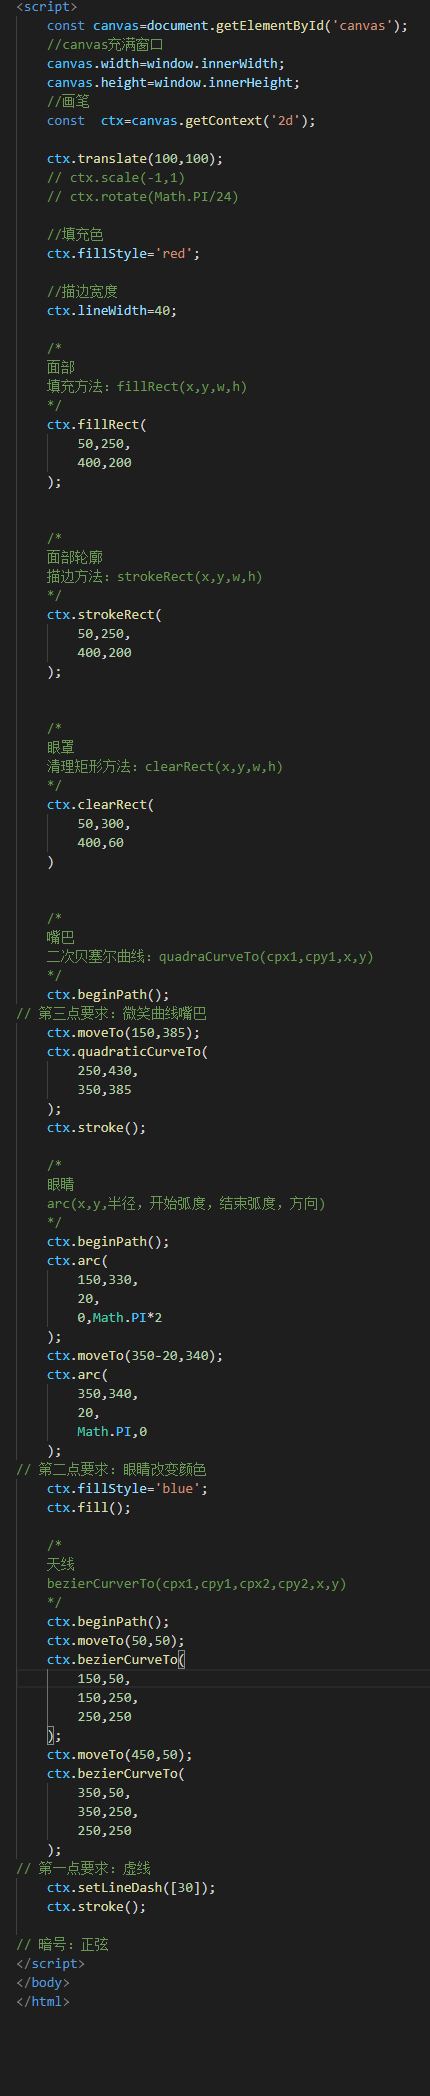 <script>
const canvas=document.getElementById('canvas');
//canvas充满窗口
canvas.width=window.innerWidth;
canvas.height=window.innerHeight;
//画笔
const  ctx=canvas.getContext('2d');
ctx.translate(100,100);
// ctx.scale(-1,1)
// ctx.rotate(Math.PI/24)
//填充色
ctx.fillStyle='red';
//描边宽度
ctx.lineWidth=40;
/*
面部
填充方法：fillRect(x,y,w,h)
*/
ctx.fillRect(
50,250,
400,200
);
/*
面部轮廓
描边方法：strokeRect(x,y,w,h)
*/
ctx.strokeRect(
50,250,
400,200
);
/*
眼罩
清理矩形方法：clearRect(x,y,w,h)
*/
ctx.clearRect(
50,300,
400,60
)
/*
嘴巴
二次贝塞尔曲线：quadraCurveTo(cpx1,cpy1,x,y)
*/
ctx.beginPath();
// 第三点要求：微笑曲线嘴巴
ctx.moveTo(150,385);
ctx.quadraticCurveTo(
250,430,
350,385
);
ctx.stroke();
/*
眼睛
arc(x,y,半径，开始弧度，结束弧度，方向)
*/
ctx.beginPath();
ctx.arc(
150,330,
20,
0,Math.PI*2
);
ctx.moveTo(350-20,340);
ctx.arc(
350,340,
20,
Math.PI,0
);
// 第二点要求：眼睛改变颜色
ctx.fillStyle='blue';
ctx.fill();
/*
天线
bezierCurverTo(cpx1,cpy1,cpx2,cpy2,x,y)
*/
ctx.beginPath();
ctx.moveTo(50,50);
ctx.bezierCurveTo(
150,50,
150,250,
250,250
);
ctx.moveTo(450,50);
ctx.bezierCurveTo(
350,50,
350,250,
250,250
);
// 第一点要求：虚线
ctx.setLineDash([30]);
ctx.stroke();
// 暗号：正弦
</script>
</body>
</html>